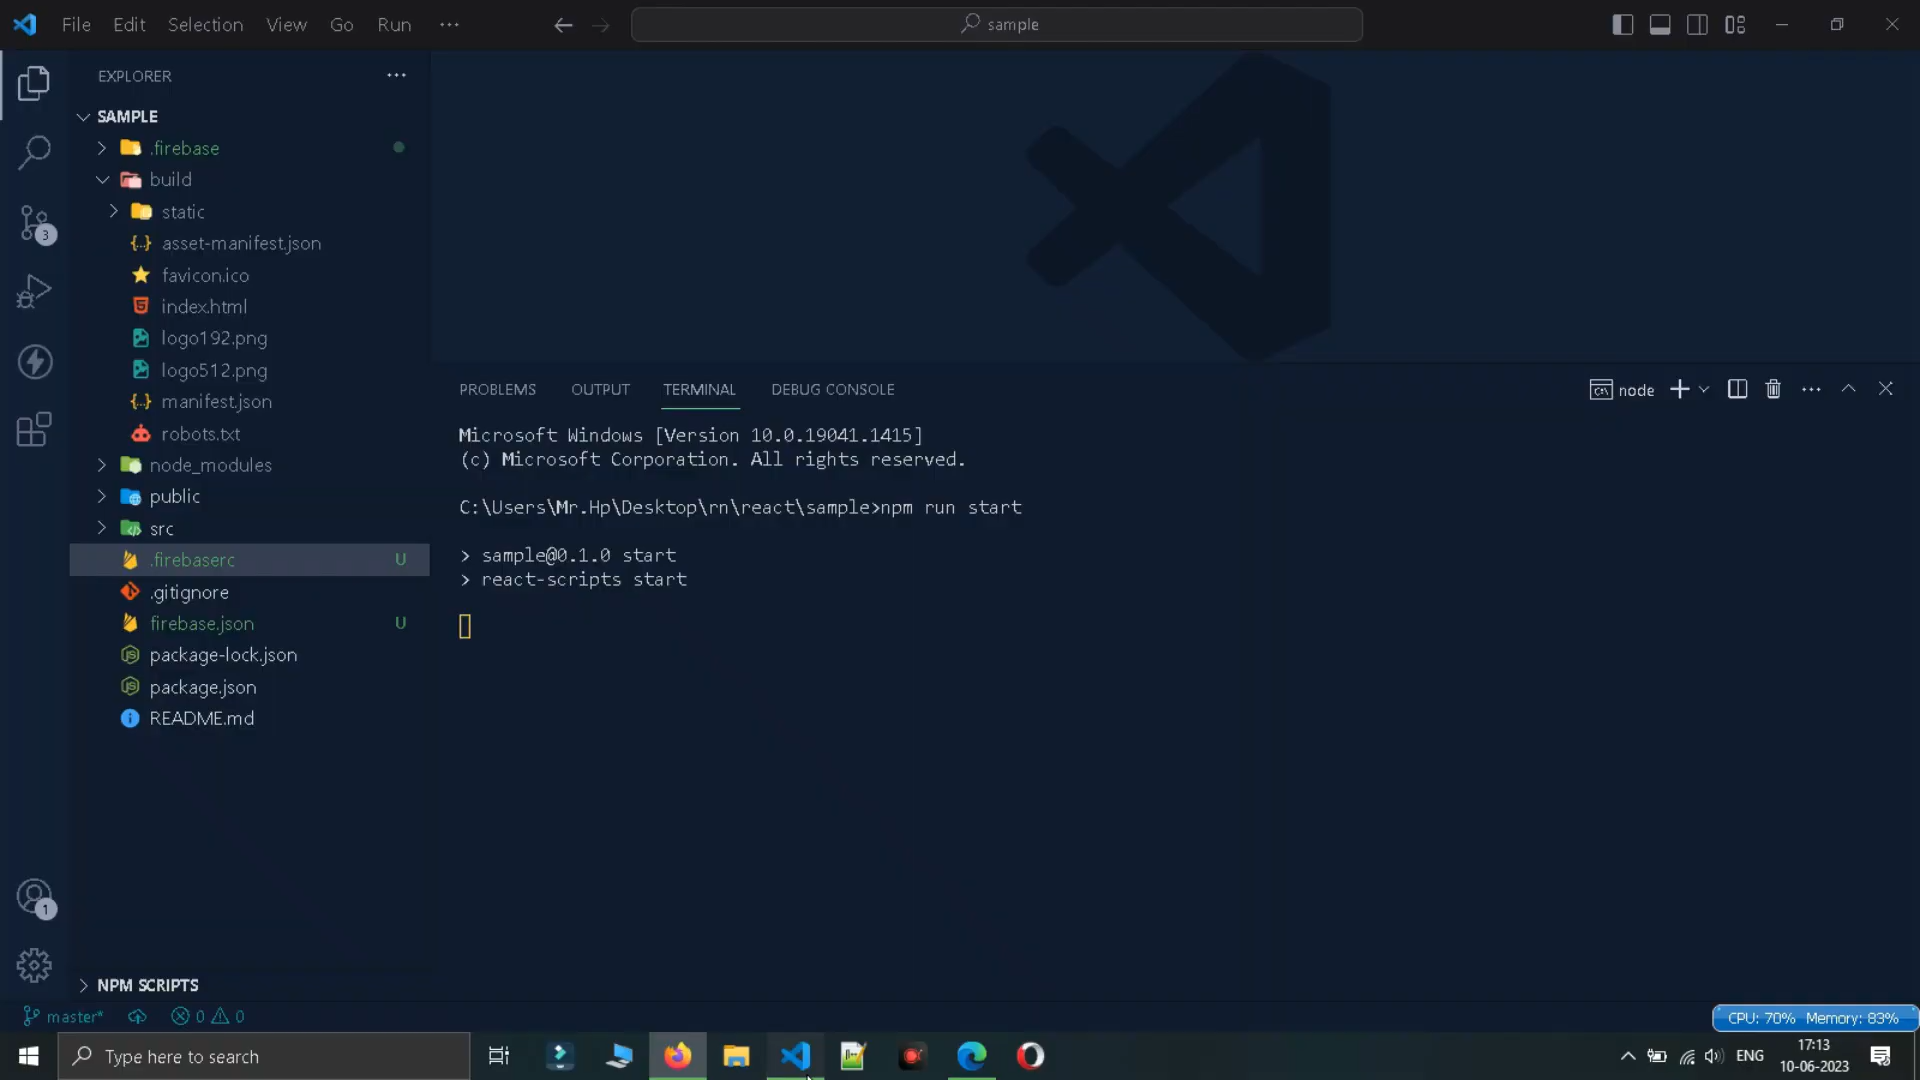 File Edit Selection View Go Run ··· sample
EXPLORER ···
SAMPLE
.firebase
build
static
{..} asset-manifest.json
favicon.ico
index.html
logo192.png
logo512.png
{..} manifest.json
robots.txt
node_modules
public
src
.firebaserc U
.gitignore
firebase.json U
package-lock.json
package.json
README.md
NPM SCRIPTS
3
1
PROBLEMS OUTPUT TERMINAL DEBUG CONSOLE node
Microsoft Windows [Version 10.0.19041.1415]
(c) Microsoft Corporation. All rights reserved.
C:\Users\Mr.Hp\Desktop\rn\react\sample>npm run start
> sample@0.1.0 start
> react-scripts start
master* 0 0
CPU: 70% Memory: 83%
Type here to search
ENG
17:13
10-06-2023